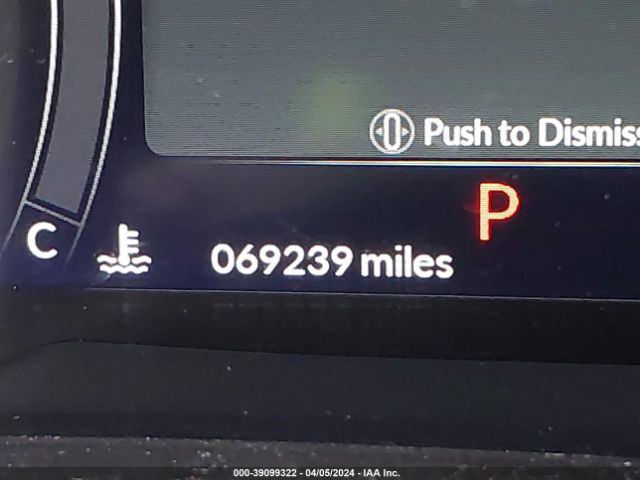 Push to Dismiss
P
C
069239 miles
000-39099322 - 04/05/2024 - IAA Inc.